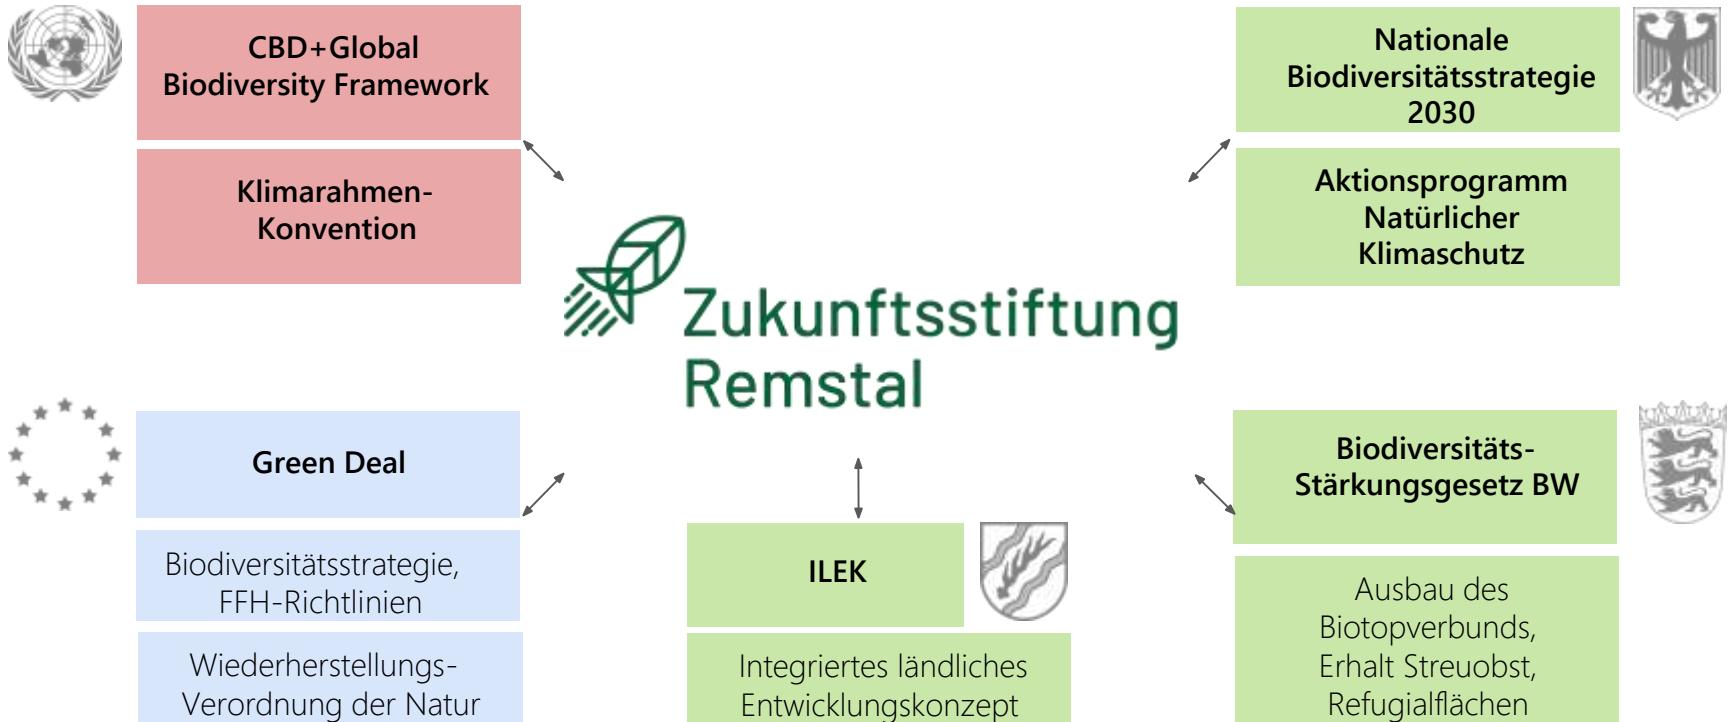 CBD+Global
Biodiversity Framework
Klimarahmen-
Konvention
Nationale
Biodiversitätsstrategie
2030
Aktionsprogramm
Natürlicher
Klimaschutz
Zukunftsstiftung
Remstal
Green Deal
Biodiversitätsstrategie,
FFH-Richtlinien
Wiederherstellungs-
Verordnung der Natur
ILEK
Integriertes ländliches
Entwicklungskonzept
Biodiversitäts-
Stärkungsgesetz BW
Ausbau des
Biotopverbunds,
Erhalt Streuobst,
Refugialflächen